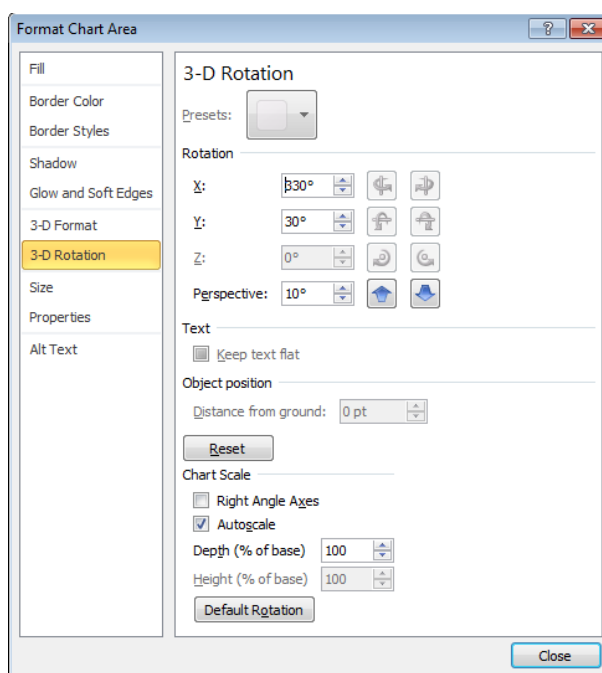 Format Chart Area
Fill
Border Color
Border Styles
Shadow
Glow and Soft Edges
3-D Format
3-D Rotation
Size
Properties
Alt Text
3-D Rotation
Presets:
Rotation
X: 330°
Y: 30°
Z: 0°
Perspective: 10°
Text
Keep text flat
Object position
Distance from ground: 0 pt
Reset
Chart Scale
Right Angle Axes
Autoscale
Depth (% of base) 100
Height (% of base) 100
Default Rotation
Close